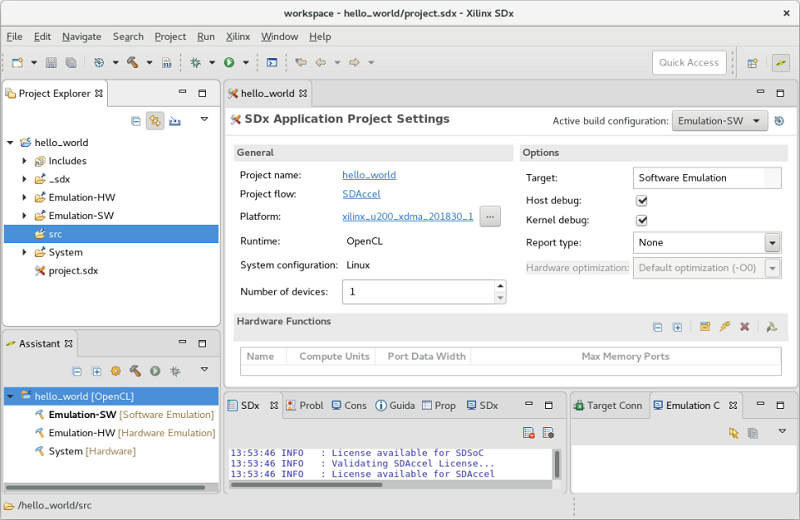 workspace - hello_world/project.sdx - Xilinx SDx
File Edit Navigate Search Project Run Xilinx Window Help
Quick Access
Project Explorer
hello_world
Includes
_sdx
Emulation-HW
Emulation-SW
src
System
project.sdx
hello_world
SDx Application Project Settings
Active build configuration: Emulation-SW
General
Project name: hello_world
Project flow: SDAccel
Platform: xilinx_u200_xdma_201830_1 ...
Runtime: OpenCL
System configuration: Linux
Number of devices: 1
Options
Target: Software Emulation
Host debug:
Kernel debug:
Report type: None
Hardware optimization: Default optimization (-O0)
Hardware Functions
Name Compute Units Port Data Width Max Memory Ports
Assistant
hello_world [OpenCL]
Emulation-SW [Software Emulation]
Emulation-HW [Hardware Emulation]
System [Hardware]
SDx Probl Cons Guida Prop SDx
13:53:46 INFO : License available for SDSoC
13:53:46 INFO : Validating SDAccel License...
13:53:46 INFO : License available for SDAccel
Target Conn Emulation C
/hello_world/src